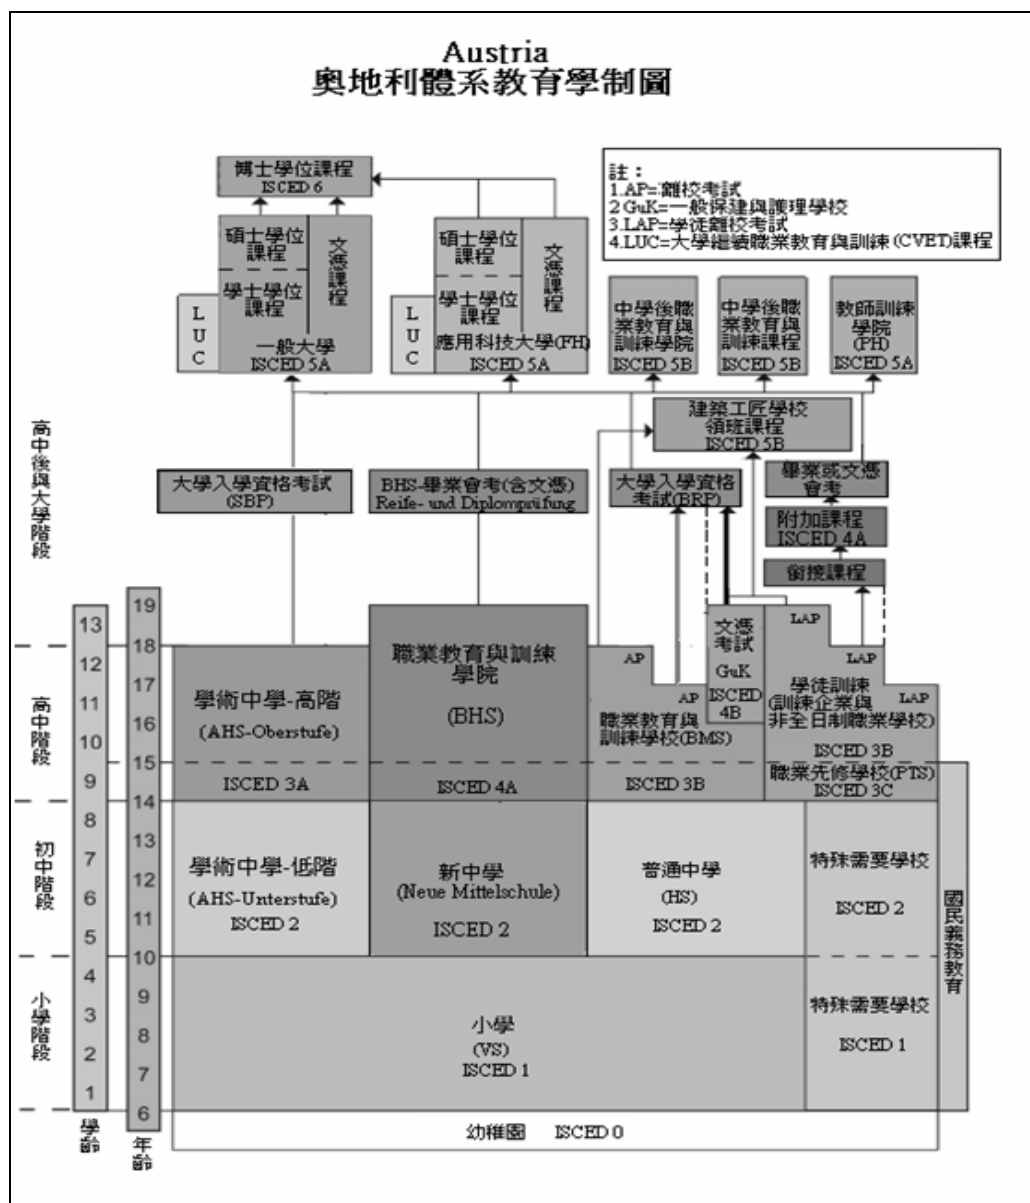 Austria
奧地利體系教育學制圖
博士學位課程
ISCED 6
註：
1.AP=離校考試
2 GuK=一般保建與護理學校
3.LAP=學徒離校考試
4.LUC=大學繼續職業教育與訓練(CVET)課程
碩士學位
課程
學士學位
課程
文憑課程
LUC
一般大學
ISCED 5A
碩士學位
課程
學士學位
課程
文憑課程
LUC
應用科技大學(FH)
ISCED 5A
中學後職
業教育與
訓練學院
ISCED 5B
中學後職
業教育與
訓練課程
ISCED 5B
教師訓練
學院
(PH)
ISCED 5A
建築工匠學校
領班課程
ISCED 5B
大學入學資格考試
(SBP)
BHS-畢業會考(含文憑)
Reife- und Diplomprüfung
大學入學資格
考試(BRP)
畢業或文憑
會考
附加課程
ISCED 4A
銜接課程
高中後與大學階段
高中階段
初中階段
小學階段
13
12
11
10
9
8
7
6
5
4
3
2
1
學齡
19
18
17
16
15
14
13
12
11
10
9
8
7
6
年齡
學術中學-高階
(AHS-Oberstufe)
ISCED 3A
職業教育與訓練
學院
(BHS)
ISCED 4A
AP
AP
職業教育與
訓練學校(BMS)
ISCED 3B
文憑
考試
GuK
ISCED
4B
LAP
LAP
LAP
學徒訓練
(訓練企業與
非全日制職業學校)
ISCED 3B
職業先修學校(PTS)
ISCED 3C
學術中學-低階
(AHS-Unterstufe)
ISCED 2
新中學
(Neue Mittelschule)
ISCED 2
普通中學
(HS)
ISCED 2
特殊需要學校
ISCED 2
國民義務教育
小學
(VS)
ISCED 1
特殊需要學校
ISCED 1
幼稚園 ISCED 0